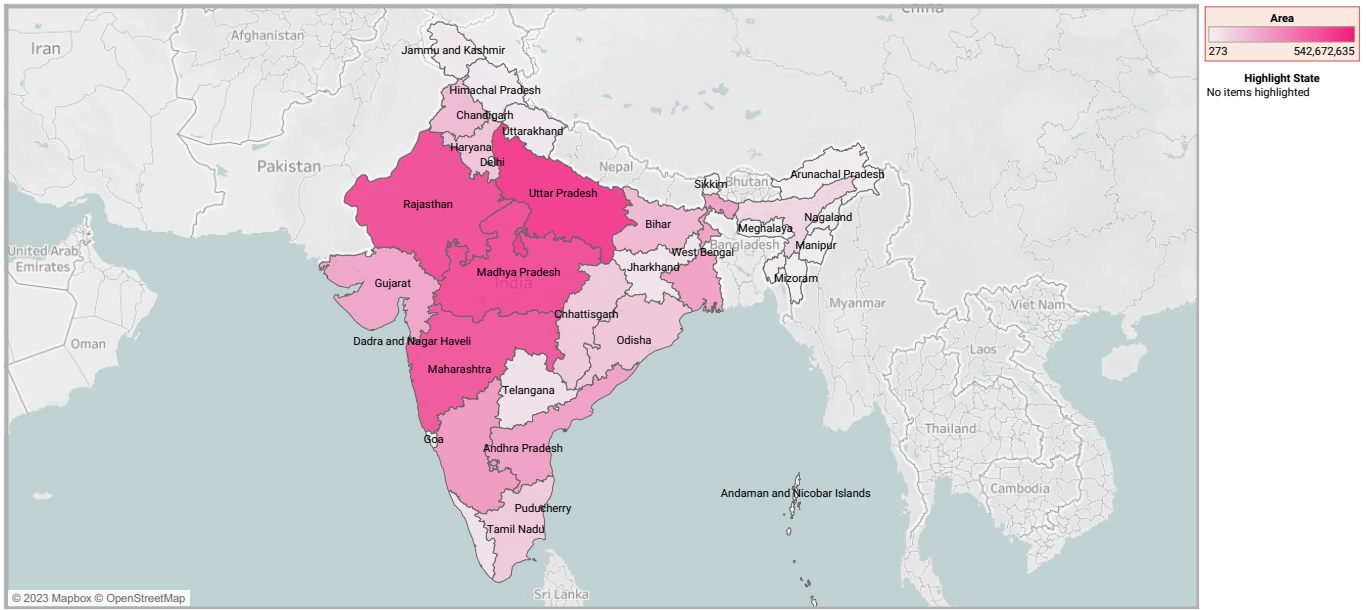 China
Iran
Afghanistan
Jammu and Kashmir
Himachal Pradesh
Chandigarh
Uttarakhand
Haryana
Delhi
Pakistan
Nepal
Sikkim
Bhutan
Arunachal Pradesh
Uttar Pradesh
Rajasthan
Bihar
Nagaland
Meghalaya
Bangladesh
Manipur
West Bengal
United Arab
Emirates
Jharkhand
Madhya Pradesh
India
Gujarat
Mizoram
Myanmar
Viet Nam
Chhattisgarh
Oman
Dadra and Nagar Haveli
Odisha
Laos
Maharashtra
Telangana
Goa
Thailand
Andhra Pradesh
Cambodia
Andaman and Nicobar Islands
Puducherry
Tamil Nadu
Sri Lanka
© 2023 Mapbox © OpenStreetMap
Area
273 542,672,635
Highlight State
No items highlighted